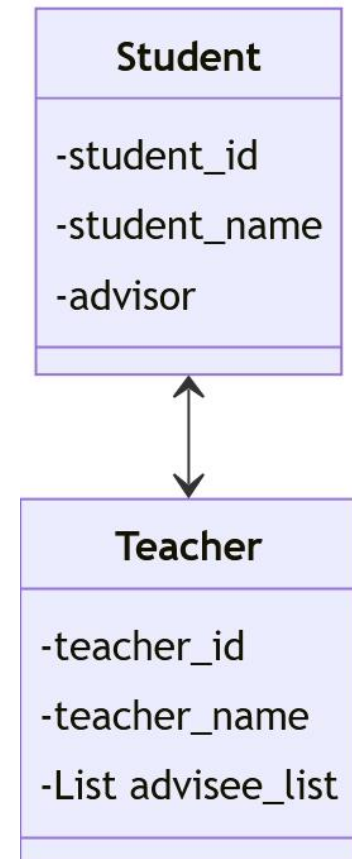 Student
-student_id
-student_name
-advisor
Teacher
-teacher_id
-teacher_name
-List advisee_list